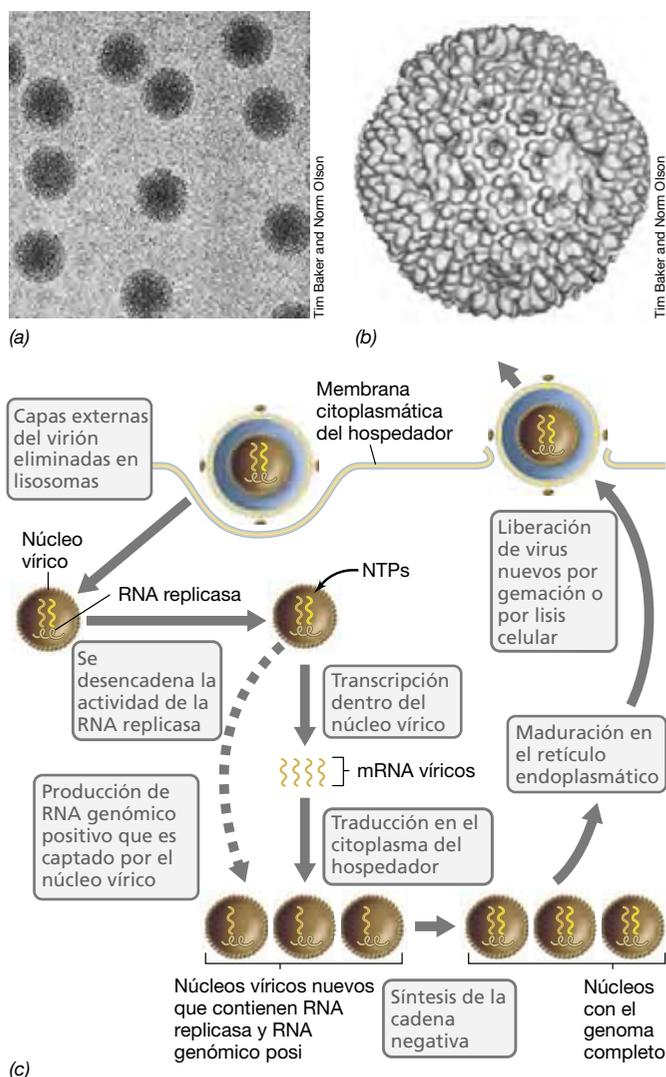 Tim Baker and Norm Olson
Tim Baker and Norm Olson
(a)
(b)
Capas externas
del virión
eliminadas en
lisosomas
Membrana
citoplasmática
del hospedador
Núcleo
vírico
RNA replicasa
NTPs
Liberación
de virus
nuevos por
gemación o
por lisis
celular
Se
desencadena la
actividad de la
RNA replicasa
Transcripción
dentro del
núcleo vírico
mRNA víricos
Maduración en
el retículo
endoplasmático
Producción de
RNA genómico
positivo que es
captado por el
núcleo vírico
Traducción en el
citoplasma del
hospedador
Núcleos víricos nuevos
que contienen RNA
replicasa y RNA
genómico posi
Síntesis de la
cadena
negativa
Núcleos
con el
genoma
completo
(c)